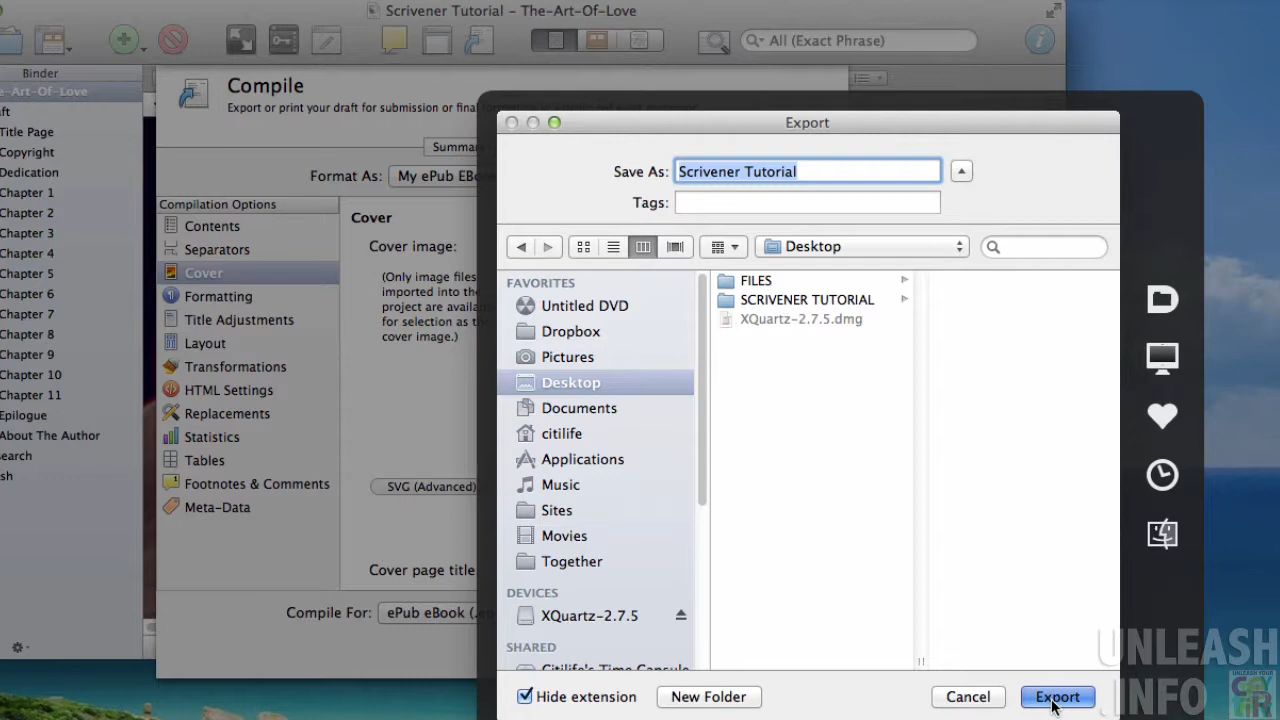 Scrivener Tutorial – The-Art-Of-Love
All (Exact Phrase)
Binder
e-Art-Of-Love
ft
Title Page
Copyright
Dedication
Chapter 1
Chapter 2
Chapter 3
Chapter 4
Chapter 5
Chapter 6
Chapter 7
Chapter 8
Chapter 9
Chapter 10
Chapter 11
Epilogue
About The Author
earch
sh
Compile
Export or print your draft for submission or final
Summa
Format As:
My ePub EBo
Compilation Options
Contents
Separators
Cover
Formatting
Title Adjustments
Layout
Transformations
HTML Settings
Replacements
Statistics
Tables
Footnotes & Comments
Meta-Data
Cover
Cover image:
(Only image files
imported into the
project are availa
for selection as th
cover image.)
SVG (Advanced)
Cover page title
Compile For:
ePub eBook (.e
Export
Save As:
Scrivener Tutorial
Tags:
Desktop
FAVORITES
Untitled DVD
Dropbox
Pictures
Desktop
Documents
citilife
Applications
Music
Sites
Movies
Together
DEVICES
XQuartz-2.7.5
SHARED
Citilife's Time Capsule
FILES
SCRIVENER TUTORIAL
XQuartz-2.7.5.dmg
Hide extension
New Folder
Cancel
Export
UNLEASH
.INFO